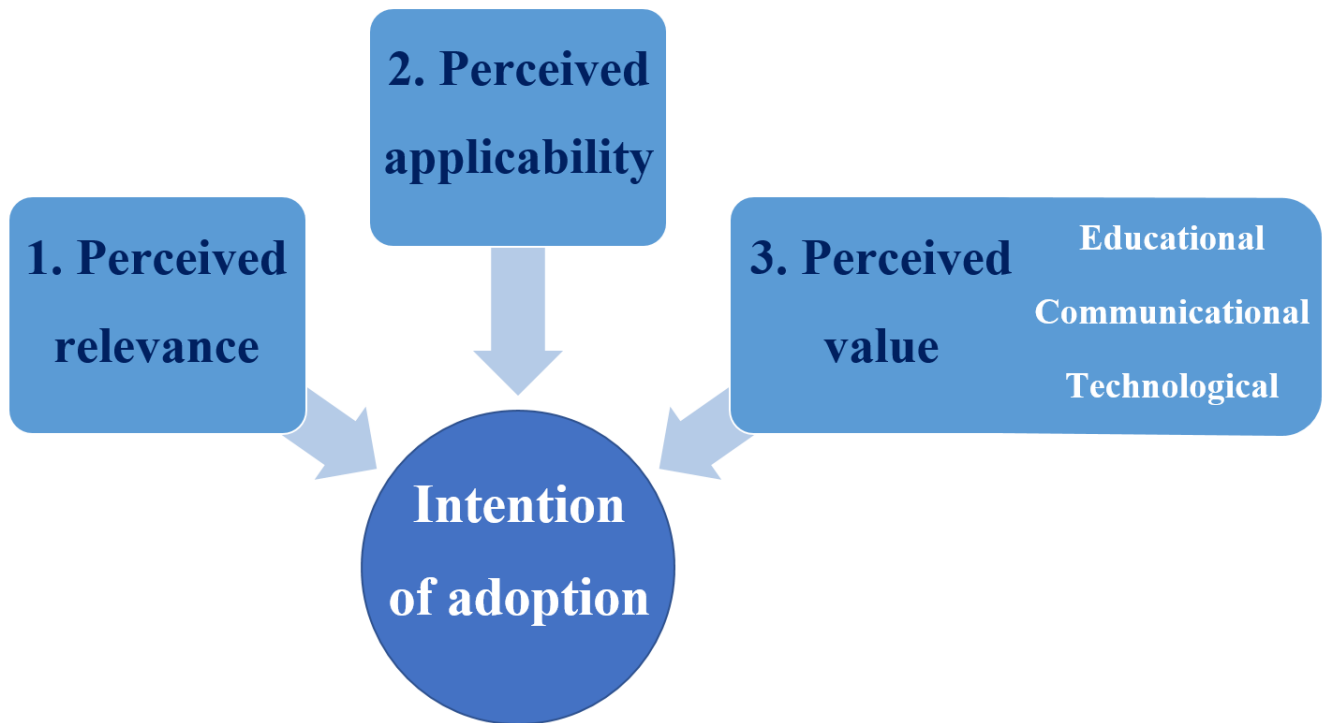 1. Perceived
relevance
2. Perceived
applicability
3. Perceived
value
Educational
Communicational
Technological
Intention
of adoption